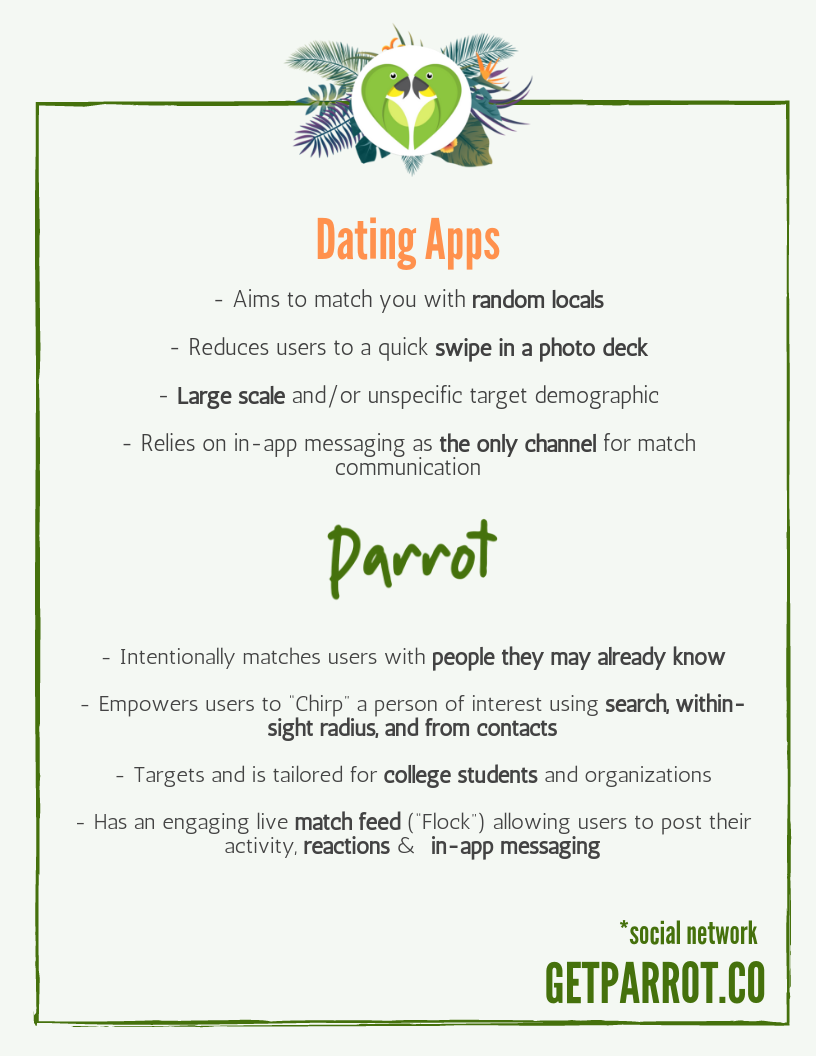 Dating Apps
- Aims to match you with random locals
- Reduces users to a quick swipe in a photo deck
- Large scale and/or unspecific target demographic
- Relies on in-app messaging as the only channel for match
communication
Parrot
- Intentionally matches users with people they may already know
- Empowers users to "Chirp" a person of interest using search, within-
sight radius, and from contacts
- Targets and is tailored for college students and organizations
- Has an engaging live match feed ("Flock") allowing users to post their
activity, reactions & in-app messaging
*social network
GETPARROT.CO